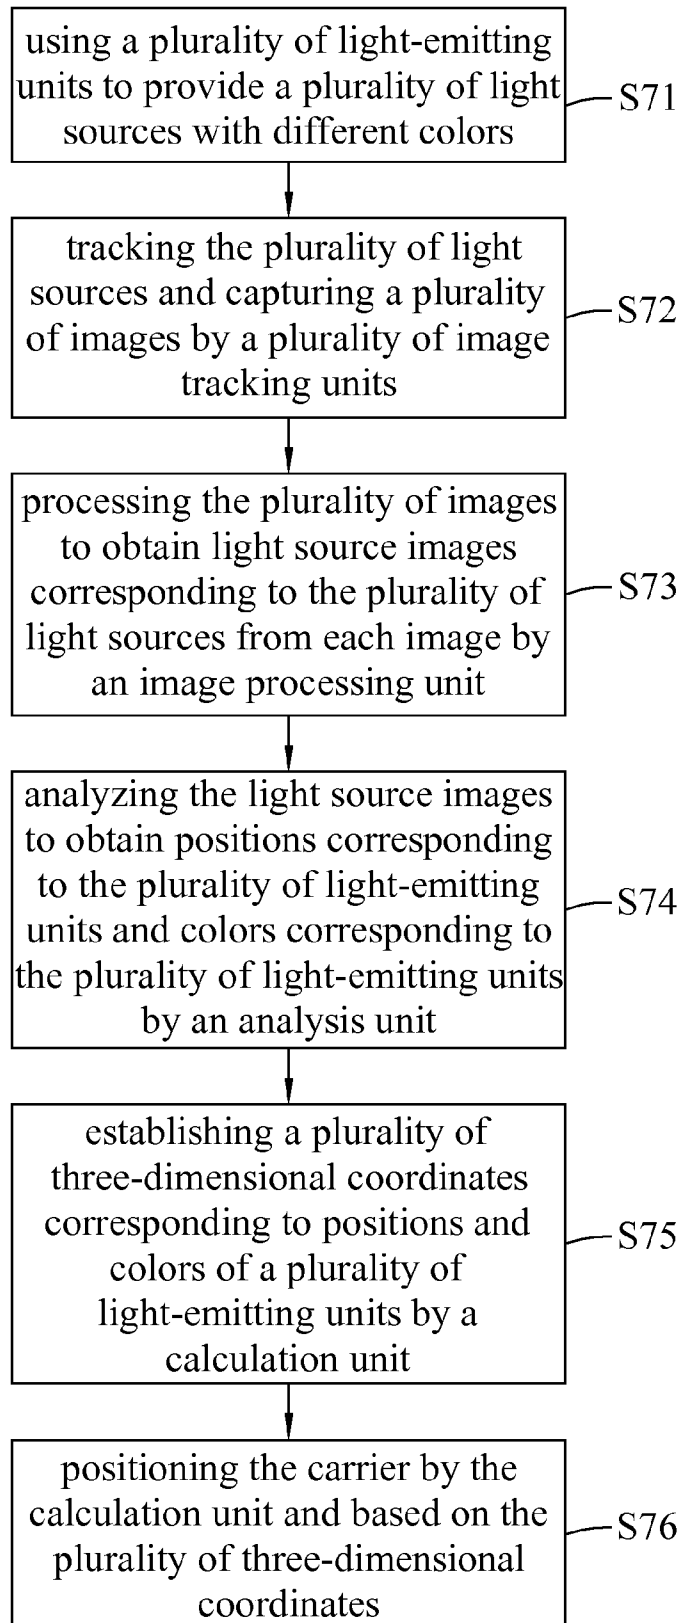 using a plurality of light-emitting
units to provide a plurality of light
sources with different colors
S71
tracking the plurality of light
sources and capturing a plurality
of images by a plurality of image
tracking units
S72
processing the plurality of images
to obtain light source images
corresponding to the plurality of
light sources from each image by
an image processing unit
S73
analyzing the light source images
to obtain positions corresponding
to the plurality of light-emitting
units and colors corresponding to
the plurality of light-emitting units
by an analysis unit
S74
establishing a plurality of
three-dimensional coordinates
corresponding to positions and
colors of a plurality of
light-emitting units by a
calculation unit
S75
positioning the carrier by the
calculation unit and based on the
plurality of three-dimensional
coordinates
S76